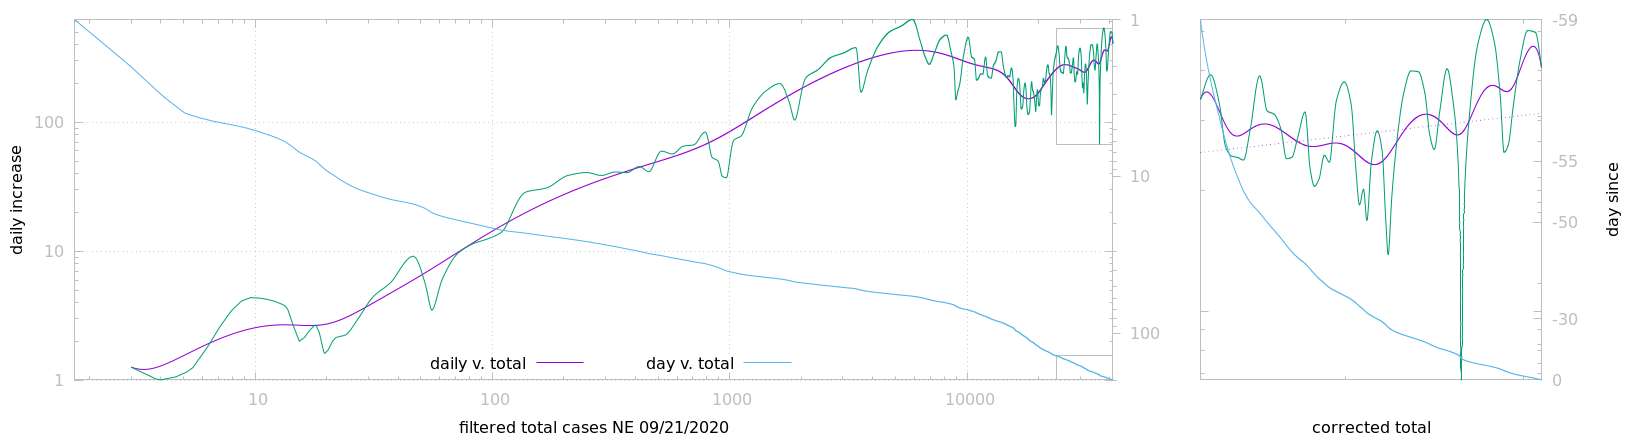 daily increase
100
10
1
10
100
1000
10000
1
10
100
daily v. total
day v. total
filtered total cases NE 09/21/2020
-59
-55
-50
-30
0
day since
corrected total